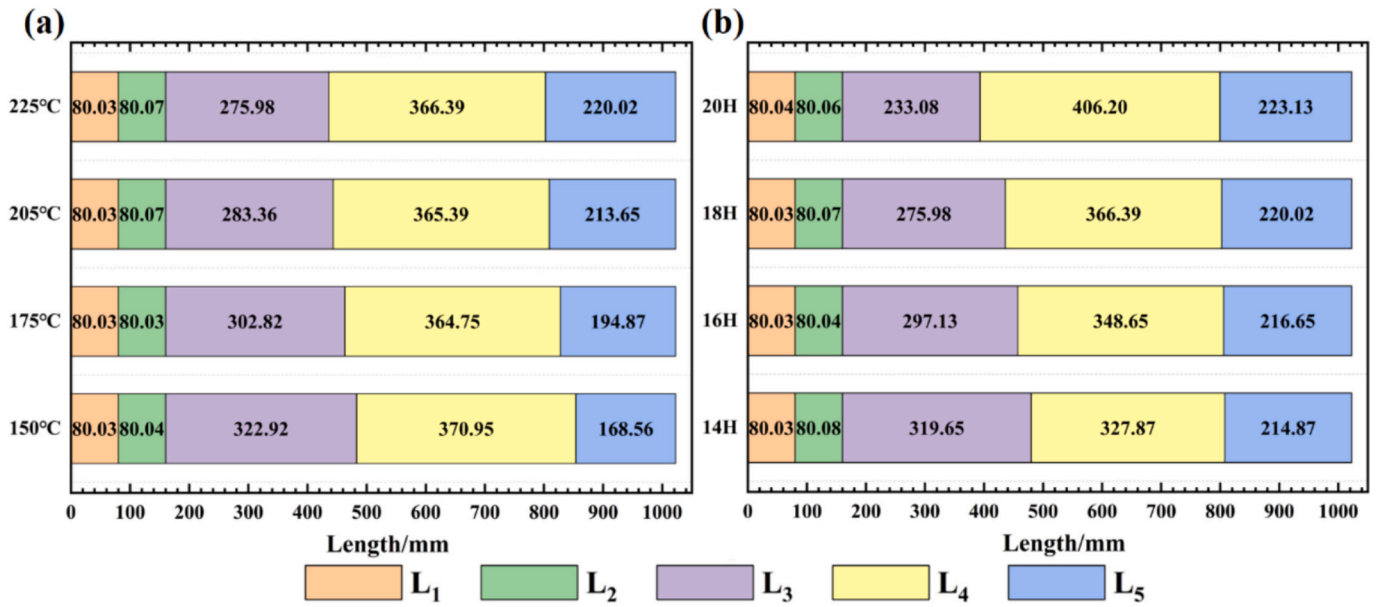 (a)
225℃ 80.03 80.07 275.98 366.39 220.02
205℃ 80.03 80.07 283.36 365.39 213.65
175℃ 80.03 80.03 302.82 364.75 194.87
150℃ 80.03 80.04 322.92 370.95 168.56
0 100 200 300 400 500 600 700 800 900 1000
Length/mm
(b)
20H 80.04 80.06 233.08 406.20 223.13
18H 80.03 80.07 275.98 366.39 220.02
16H 80.03 80.04 297.13 348.65 216.65
14H 80.03 80.08 319.65 327.87 214.87
0 100 200 300 400 500 600 700 800 900 1000
Length/mm
L₁ L₂ L₃ L₄ L₅